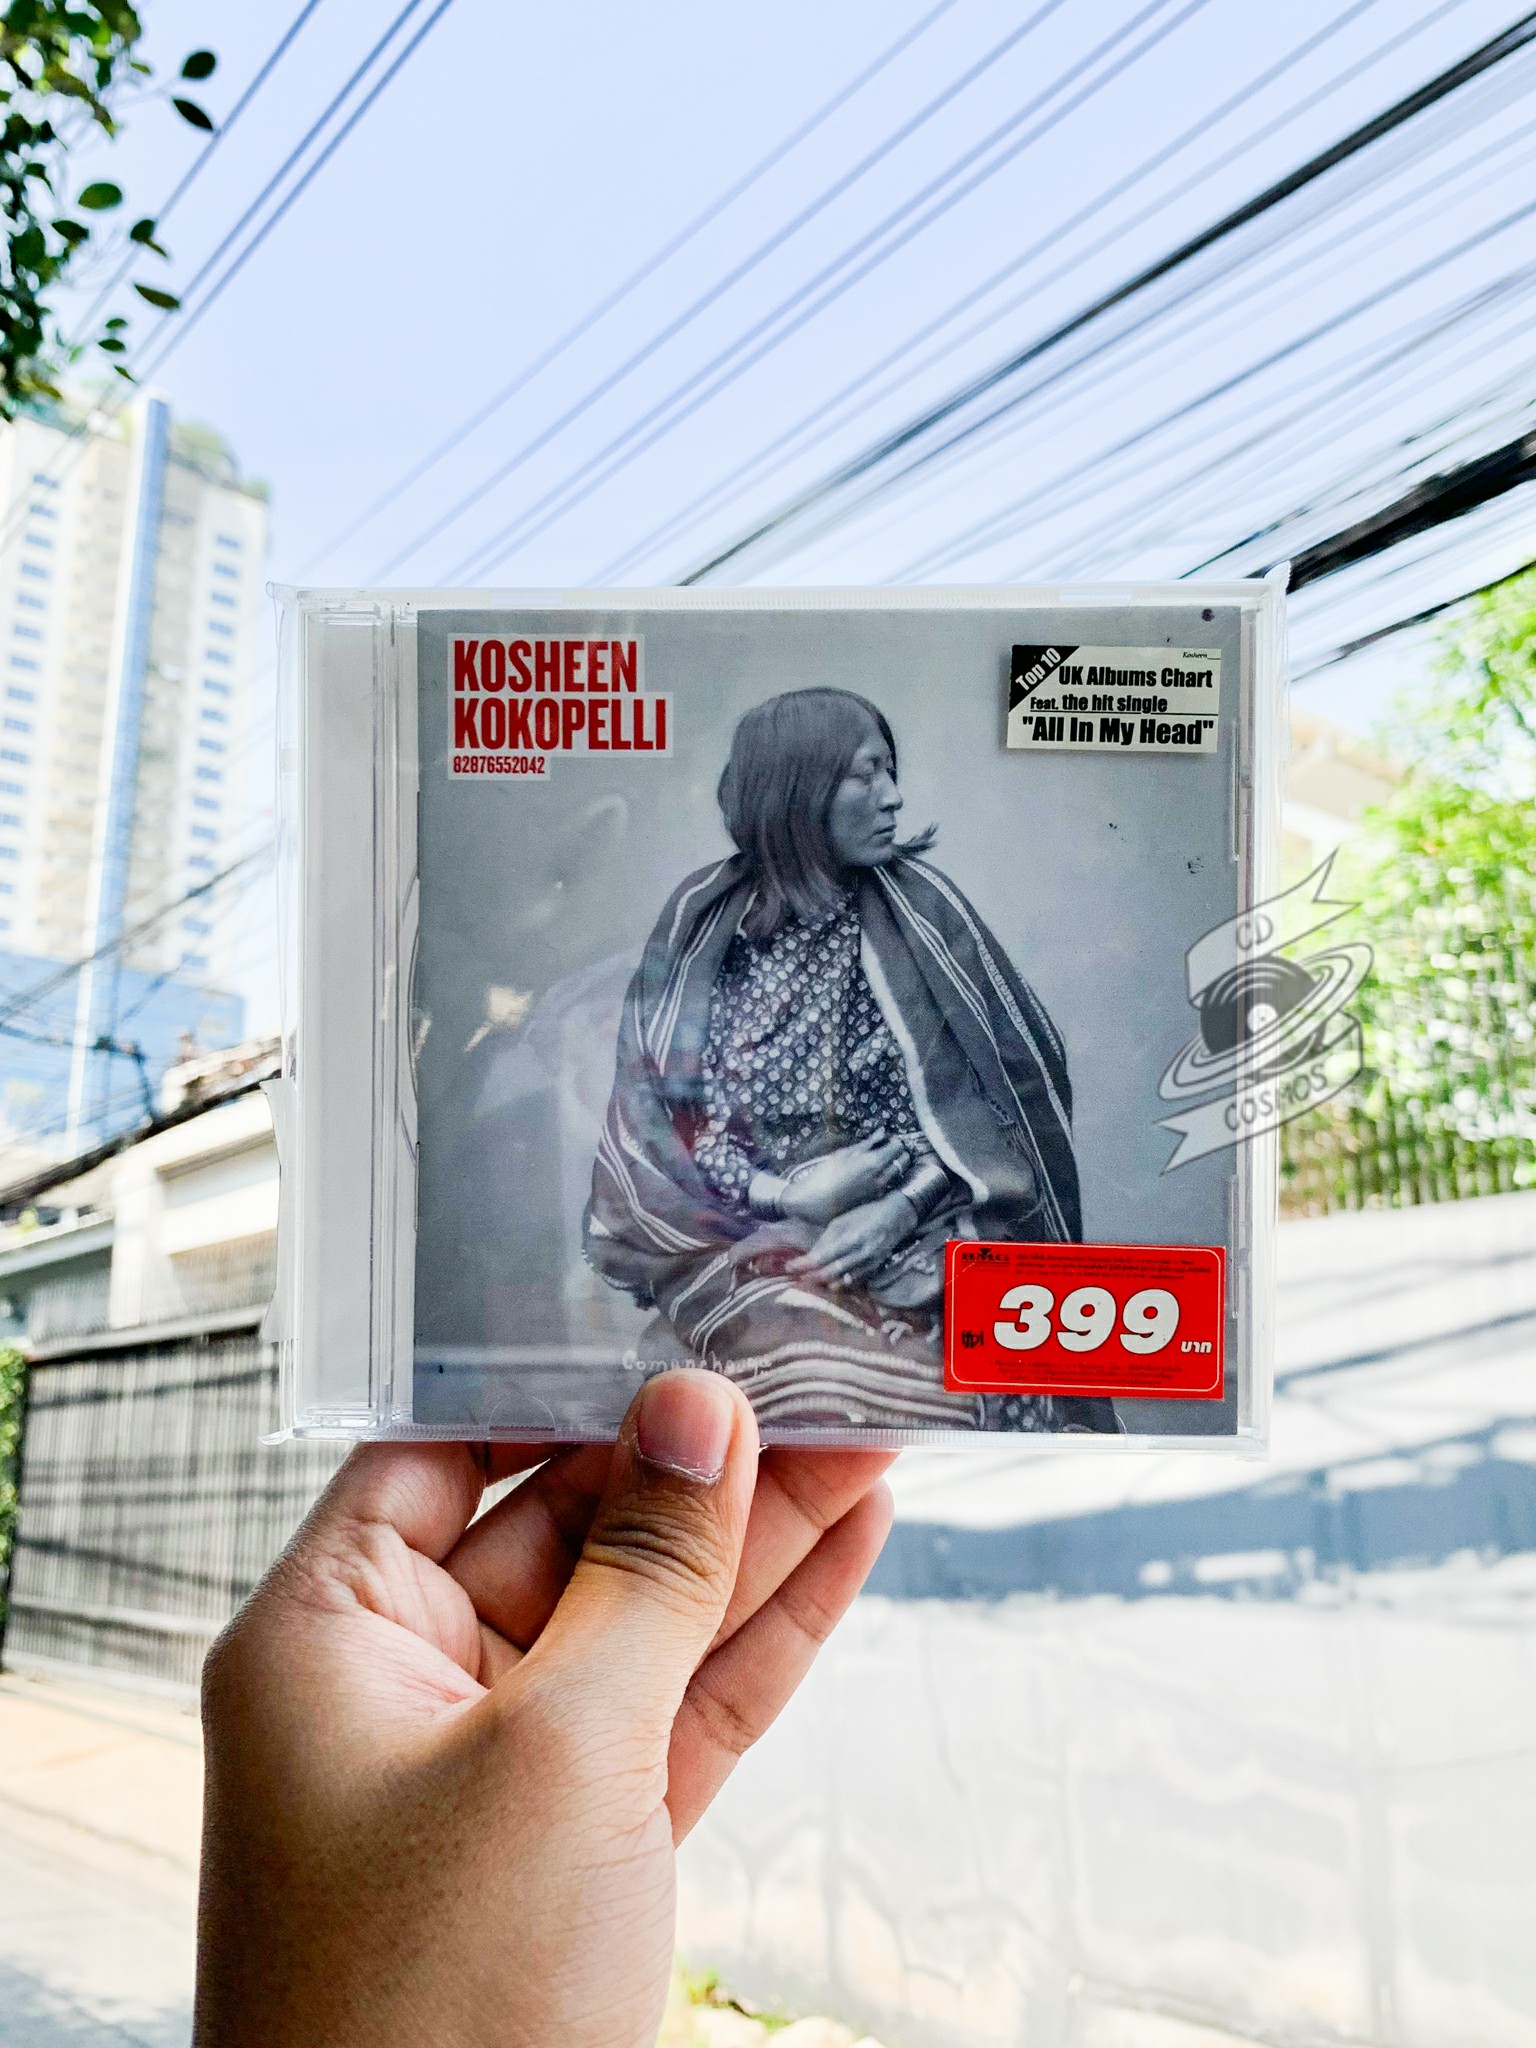 KOSHEEN
KOKOPELLI
82876552042
Kosheen
Top 10
UK Albums Chart
Feat. the hit single
"All In My Head"
CD
COSMOS
BMG
399 บาท